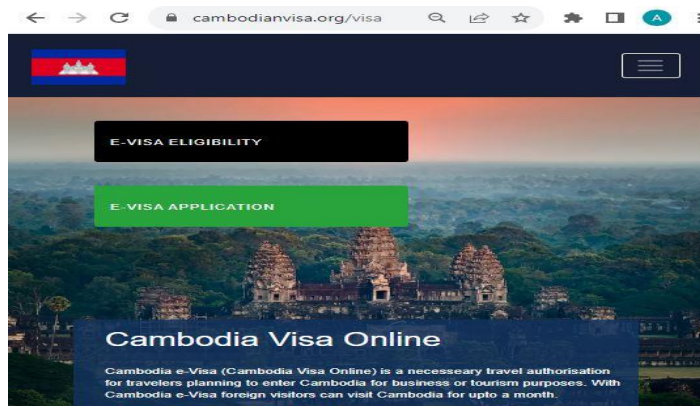 cambodianvisa.org/visa
A
E-VISA ELIGIBILITY
E-VISA APPLICATION
Cambodia Visa Online
Cambodia e-Visa (Cambodia Visa Online) is a necesseary travel authorisation
for travelers planning to enter Cambodia for business or tourism purposes. With
Cambodia e-Visa foreign visitors can visit Cambodia for upto a month.